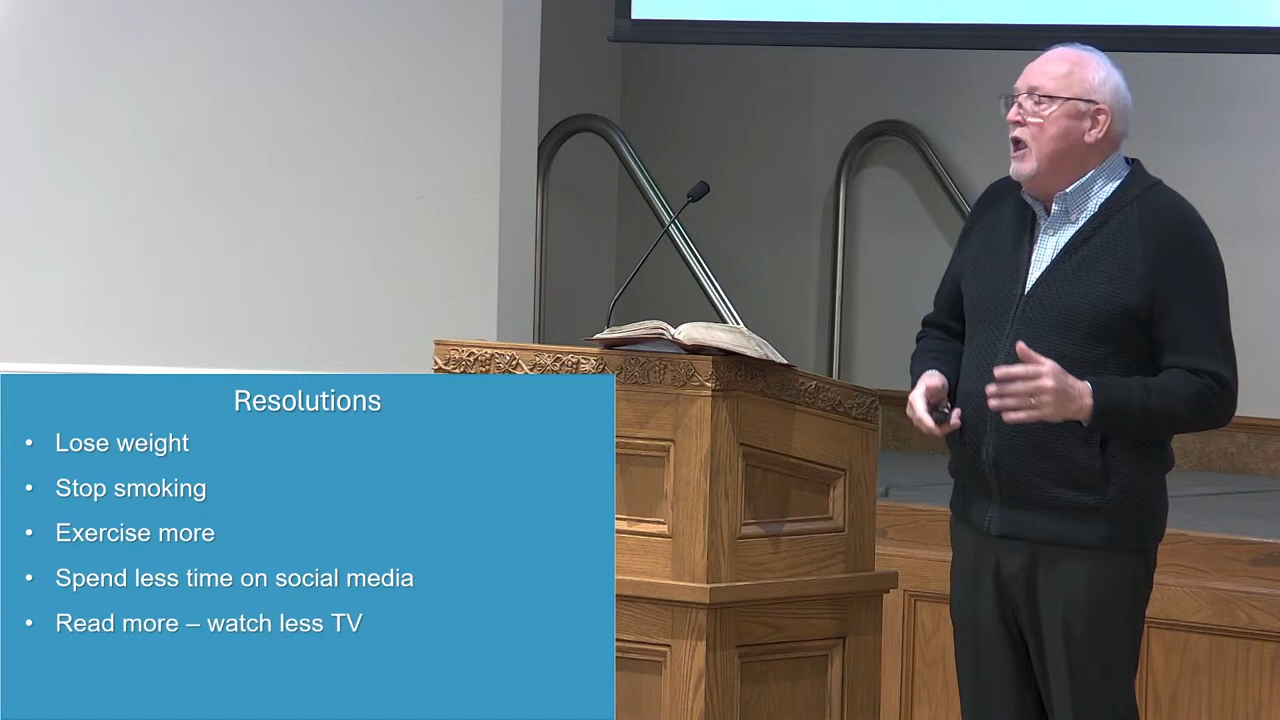 Resolutions
• Lose weight
• Stop smoking
• Exercise more
• Spend less time on social media
• Read more – watch less TV